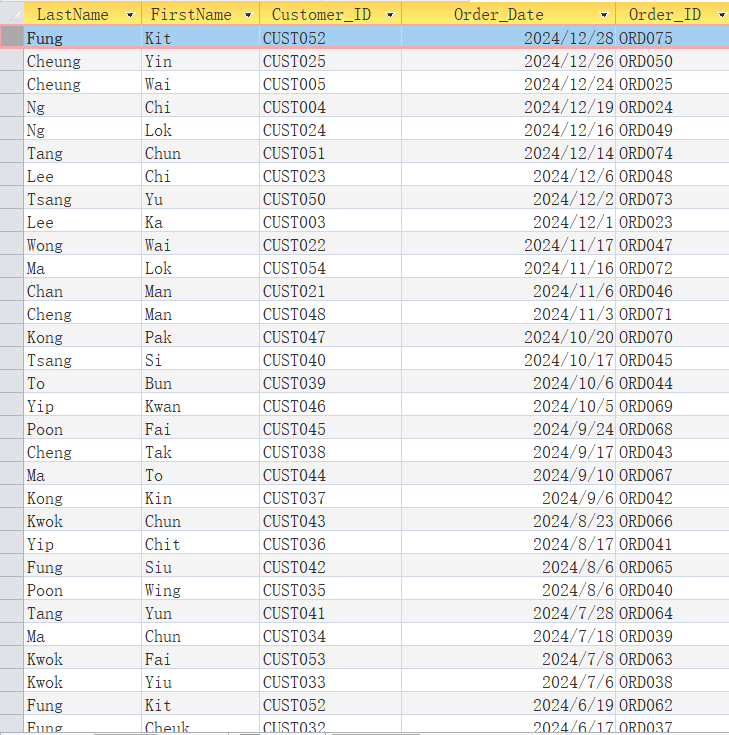 LastName FirstName Customer_ID Order_Date Order_ID
Fung Kit CUST052 2024/12/28 ORD075
Cheung Yin CUST025 2024/12/26 ORD050
Cheung Wai CUST005 2024/12/24 ORD025
Ng Chi CUST004 2024/12/19 ORD024
Ng Lok CUST024 2024/12/16 ORD049
Tang Chun CUST051 2024/12/14 ORD074
Lee Chi CUST023 2024/12/6 ORD048
Tsang Yu CUST050 2024/12/2 ORD073
Lee Ka CUST003 2024/12/1 ORD023
Wong Wai CUST022 2024/11/17 ORD047
Ma Lok CUST054 2024/11/16 ORD072
Chan Man CUST021 2024/11/6 ORD046
Cheng Man CUST048 2024/11/3 ORD071
Kong Pak CUST047 2024/10/20 ORD070
Tsang Si CUST040 2024/10/17 ORD045
To Bun CUST039 2024/10/6 ORD044
Yip Kwan CUST046 2024/10/5 ORD069
Poon Fai CUST045 2024/9/24 ORD068
Cheng Tak CUST038 2024/9/17 ORD043
Ma To CUST044 2024/9/10 ORD067
Kong Kin CUST037 2024/9/6 ORD042
Kwok Chun CUST043 2024/8/23 ORD066
Yip Chit CUST036 2024/8/17 ORD041
Fung Siu CUST042 2024/8/6 ORD065
Poon Wing CUST035 2024/8/6 ORD040
Tang Yun CUST041 2024/7/28 ORD064
Ma Chun CUST034 2024/7/18 ORD039
Kwok Fai CUST053 2024/7/8 ORD063
Kwok Yiu CUST033 2024/7/6 ORD038
Fung Kit CUST052 2024/6/19 ORD062
Fung Cheuk CUST032 2024/6/17 ORD037